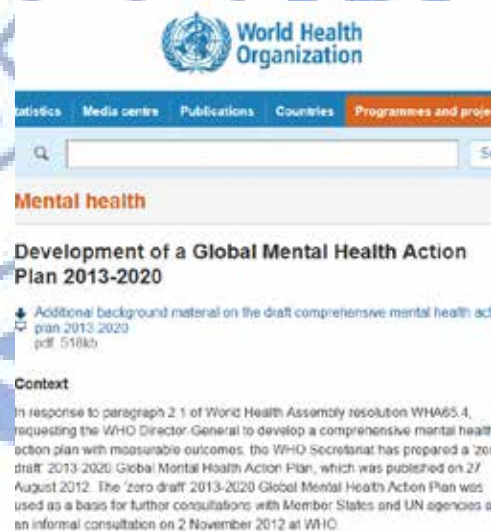 World Health
Organization
tatistics Media centre Publications Countries Programmes and proje
S
Mental health
Development of a Global Mental Health Action
Plan 2013-2020
Additional background material on the draft comprehensive mental health act
plan 2013-2020
pdf, 518kb
Context
In response to paragraph 2.1 of World Health Assembly resolution WHA65.4,
requesting the WHO Director-General to develop a comprehensive mental health
action plan with measurable outcomes, the WHO Secretariat has prepared a 'zero
draft' 2013-2020 Global Mental Health Action Plan, which was published on 27
August 2012. The 'zero draft' 2013-2020 Global Mental Health Action Plan was
used as a basis for further consultations with Member States and UN agencies a
an informal consultation on 2 November 2012 at WHO.